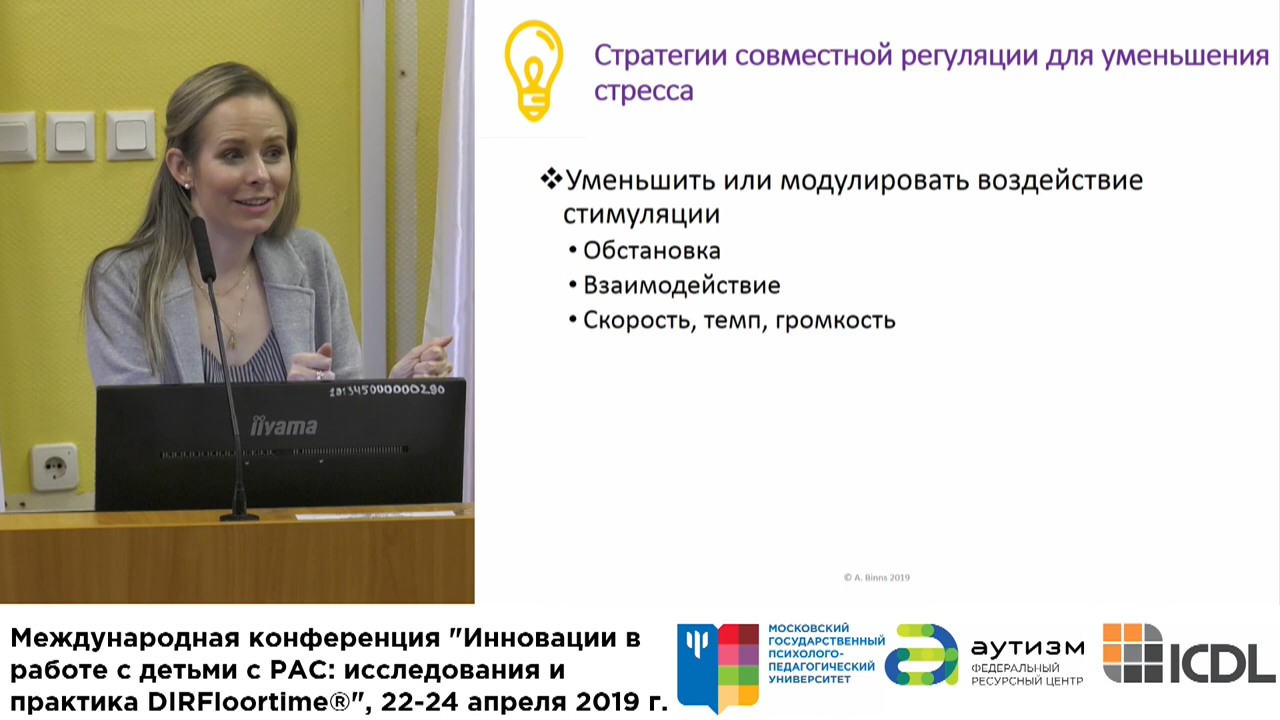 Стратегии совместной регуляции для уменьшения
стресса
❖Уменьшить или модулировать воздействие
стимуляции
• Обстановка
• Взаимодействие
• Скорость, темп, громкость
iiyama
© A. Binns 2019
Международная конференция "Инновации в
работе с детьми с РАС: исследования и
практика DIRFloortime®", 22-24 апреля 2019 г.
МОСКОВСКИЙ
ГОСУДАРСТВЕННЫЙ
ПСИХОЛОГО-
ПЕДАГОГИЧЕСКИЙ
УНИВЕРСИТЕТ
аутизм
ФЕДЕРАЛЬНЫЙ
РЕСУРСНЫЙ ЦЕНТР
ICDL